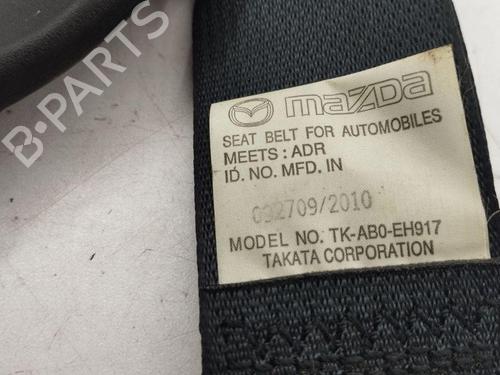 B-PARTS
mazda
SEAT BELT FOR AUTOMOBILES
MEETS : ADR
ID. NO. MFD. IN
092709/2010
MODEL NO. TK-AB0-EH917
TAKATA CORPORATION